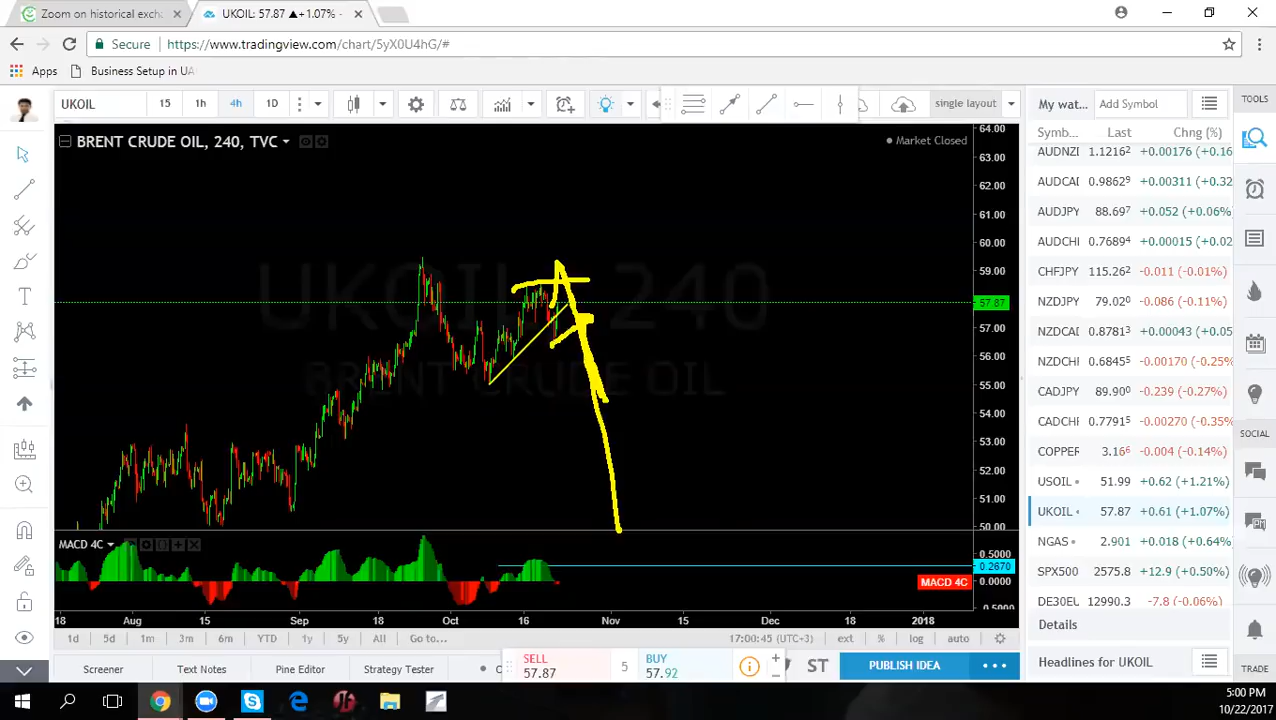 Zoom on historical exch:
UKOIL: 57.87 ▲+1.07%
Secure
https://www.tradingview.com/chart/5yX0U4hG/#
Apps
Business Setup in UA
UKOIL
15
1h
4h
1D
single layout
My wat...
Add Symbol
TOOLS
BRENT CRUDE OIL, 240, TVC
Market Closed
Symb...
Last
Chng (%)
AUDNZI 1.1216² +0.00176 (+0.16
AUDCAI 0.9862⁹ +0.00311 (+0.32
AUDJPY 88.69⁷ +0.052 (+0.06%)
AUDCHI 0.7689⁴ +0.00051 (+0.02
CHFJPY 115.26² -0.011 (-0.01%)
NZDJPY 79.02⁰ -0.086 (-0.11%)
NZDCAI 0.8781³ +0.00043 (+0.05
NZDCHI 0.6845⁵ -0.00170 (-0.25%
CADJPY 89.90⁰ -0.239 (-0.27%)
CADCHI 0.7791⁵ -0.00270 (-0.35%
COPPER 3.16⁶ -0.004 (-0.14%)
SOCIAL
USOIL 51.99 +0.62 (+1.21%)
UKOIL 57.87 +0.61 (+1.07%)
NGAS 2.901 +0.018 (+0.64%)
SPX500 2575.8 +12.9 (+0.50%)
DE30EU 12990.3 -7.8 (-0.06%)
Details
Headlines for UKOIL
TRADE
64.00
63.00
62.00
61.00
60.00
59.00
57.87
57.00
56.00
55.00
54.00
53.00
52.00
51.00
50.00
UKOIL, 240
BRENT CRUDE OIL
MACD 4C
0.5000
0.2670
MACD 4C
0.0000
-0.5000
18 Aug 15 Sep 18 Oct 16 Nov 15 Dec 18 2018
1d 5d 1m 3m 6m YTD 1y 5y All Go to...
17:00:45 (UTC+3)
ext % log auto
Screener
Text Notes
Pine Editor
Strategy Tester
SELL
57.87
5
BUY
57.92
ST
PUBLISH IDEA
5:00 PM
10/22/2017